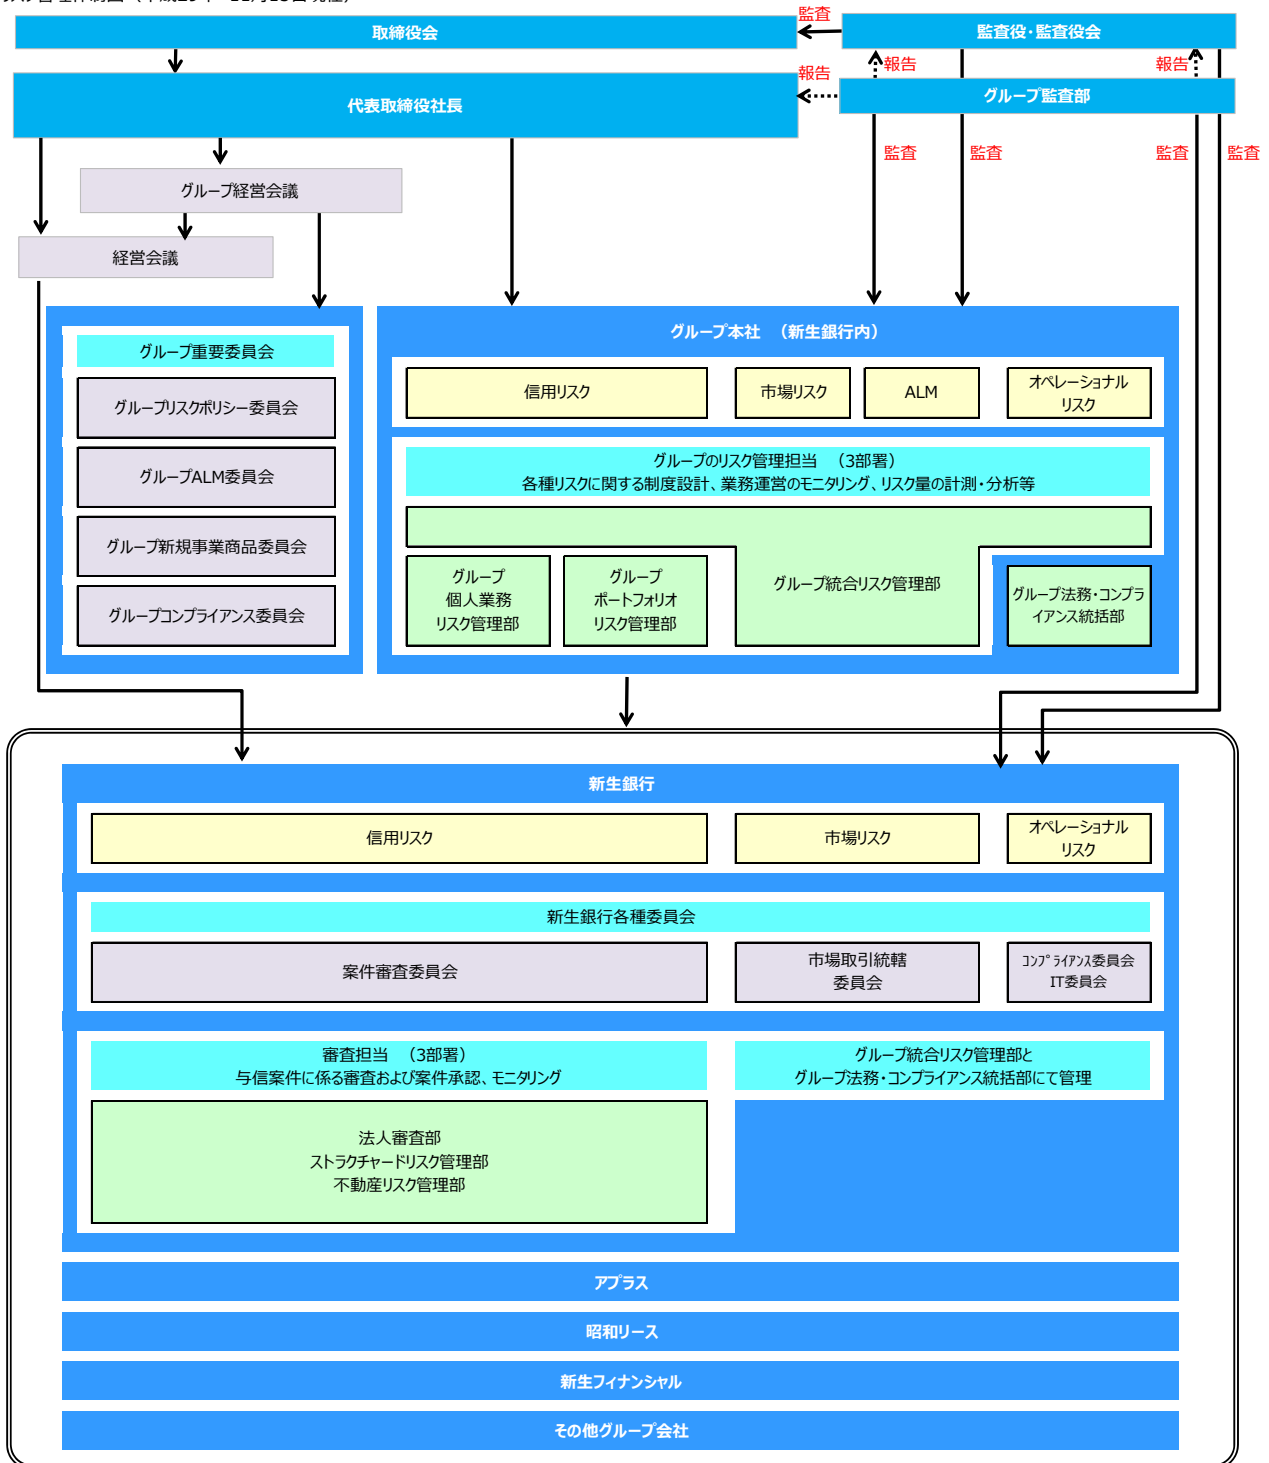 取締役会
監査
監査役・監査役会
報告
報告
報告
代表取締役社長
グループ監査部
監査
監査
監査
監査
グループ経営会議
経営会議
グループ重要委員会
グループリスクポリシー委員会
グループALM委員会
グループ新規事業商品委員会
グループコンプライアンス委員会
グループ本社　（新生銀行内）
信用リスク
市場リスク
ALM
オペレーショナル
リスク
グループのリスク管理担当　（3部署）
各種リスクに関する制度設計、業務運営のモニタリング、リスク量の計測・分析等
グループ
個人業務
リスク管理部
グループ
ポートフォリオ
リスク管理部
グループ統合リスク管理部
グループ法務・コンプラ
イアンス統括部
新生銀行
信用リスク
市場リスク
オペレーショナル
リスク
新生銀行各種委員会
案件審査委員会
市場取引統轄
委員会
ｺﾝﾌﾟﾗｲｱﾝｽ委員会
IT委員会
審査担当　（3部署）
与信案件に係る審査および案件承認、モニタリング
グループ統合リスク管理部と
グループ法務・コンプライアンス統括部にて管理
法人審査部
ストラクチャードリスク管理部
不動産リスク管理部
アプラス
昭和リース
新生フィナンシャル
その他グループ会社